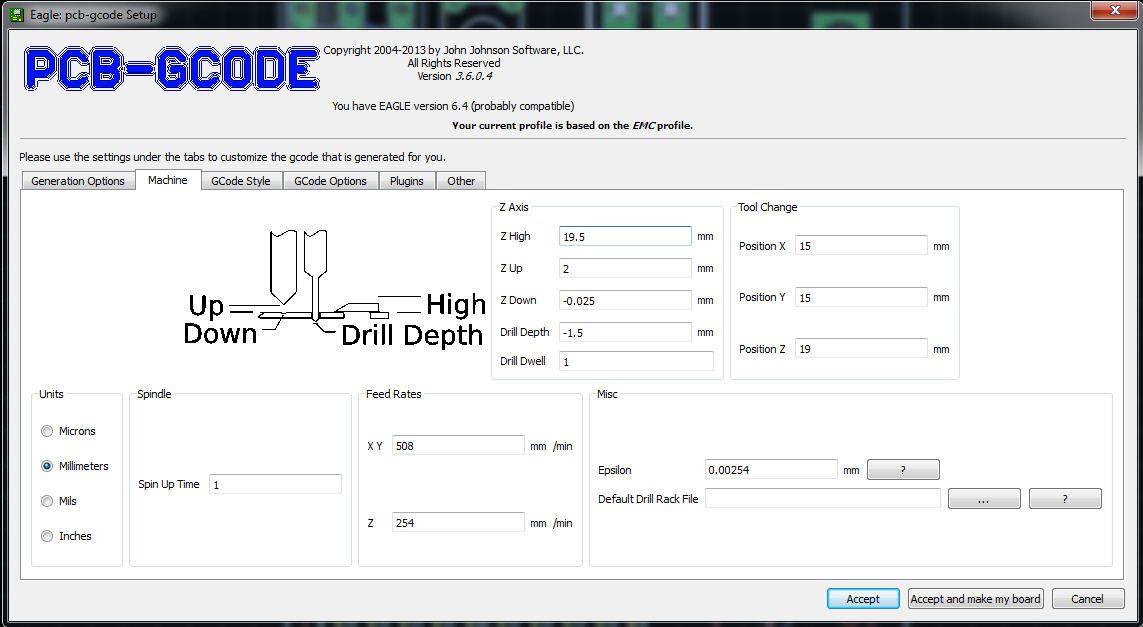 Eagle: pcb-gcode Setup
PCB-GCODE
Copyright 2004-2013 by John Johnson Software, LLC.
All Rights Reserved
Version 3.6.0.4
You have EAGLE version 6.4 (probably compatible)
Your current profile is based on the EMC profile.
Please use the settings under the tabs to customize the gcode that is generated for you.
Generation Options Machine GCode Style GCode Options Plugins Other
Up
Down
High
Drill Depth
Z Axis
Z High 19.5 mm
Z Up 2 mm
Z Down -0.025 mm
Drill Depth -1.5 mm
Drill Dwell 1
Tool Change
Position X 15 mm
Position Y 15 mm
Position Z 19 mm
Units
Microns
Millimeters
Mils
Inches
Spindle
Spin Up Time 1
Feed Rates
X Y 508 mm /min
Z 254 mm /min
Misc
Epsilon 0.00254 mm ?
Default Drill Rack File ... ?
Accept Accept and make my board Cancel